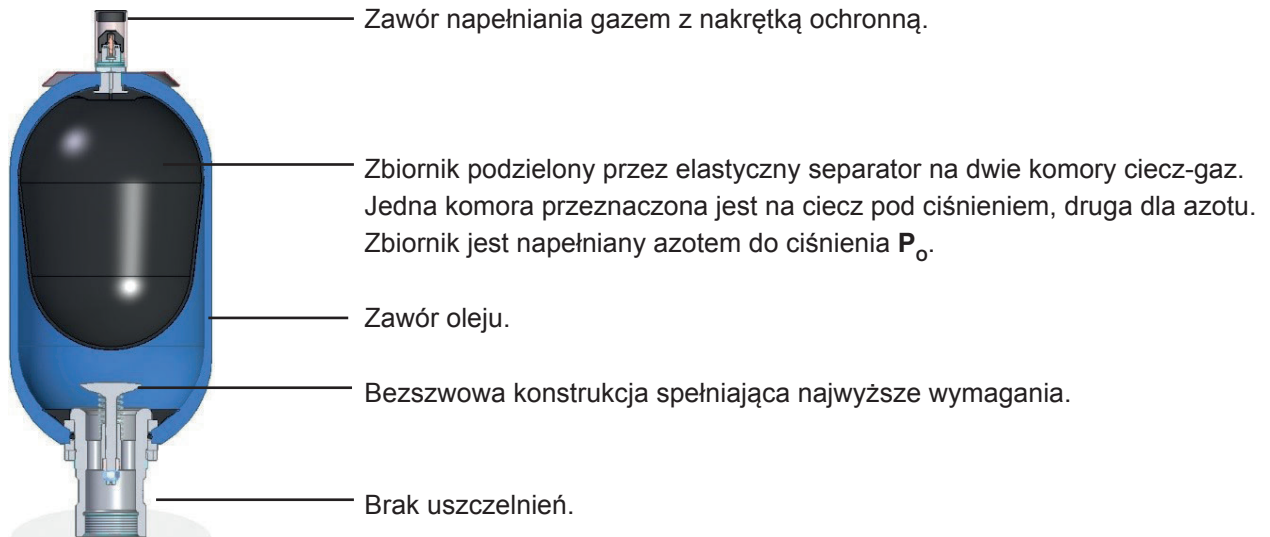 Zawór napełniania gazem z nakrętką ochronną.
Zbiornik podzielony przez elastyczny separator na dwie komory ciecz-gaz.
Jedna komora przeznaczona jest na ciecz pod ciśnieniem, druga dla azotu.
Zbiornik jest napełniany azotem do ciśnienia P₀.
Zawór oleju.
Bezszwowa konstrukcja spełniająca najwyższe wymagania.
Brak uszczelnień.